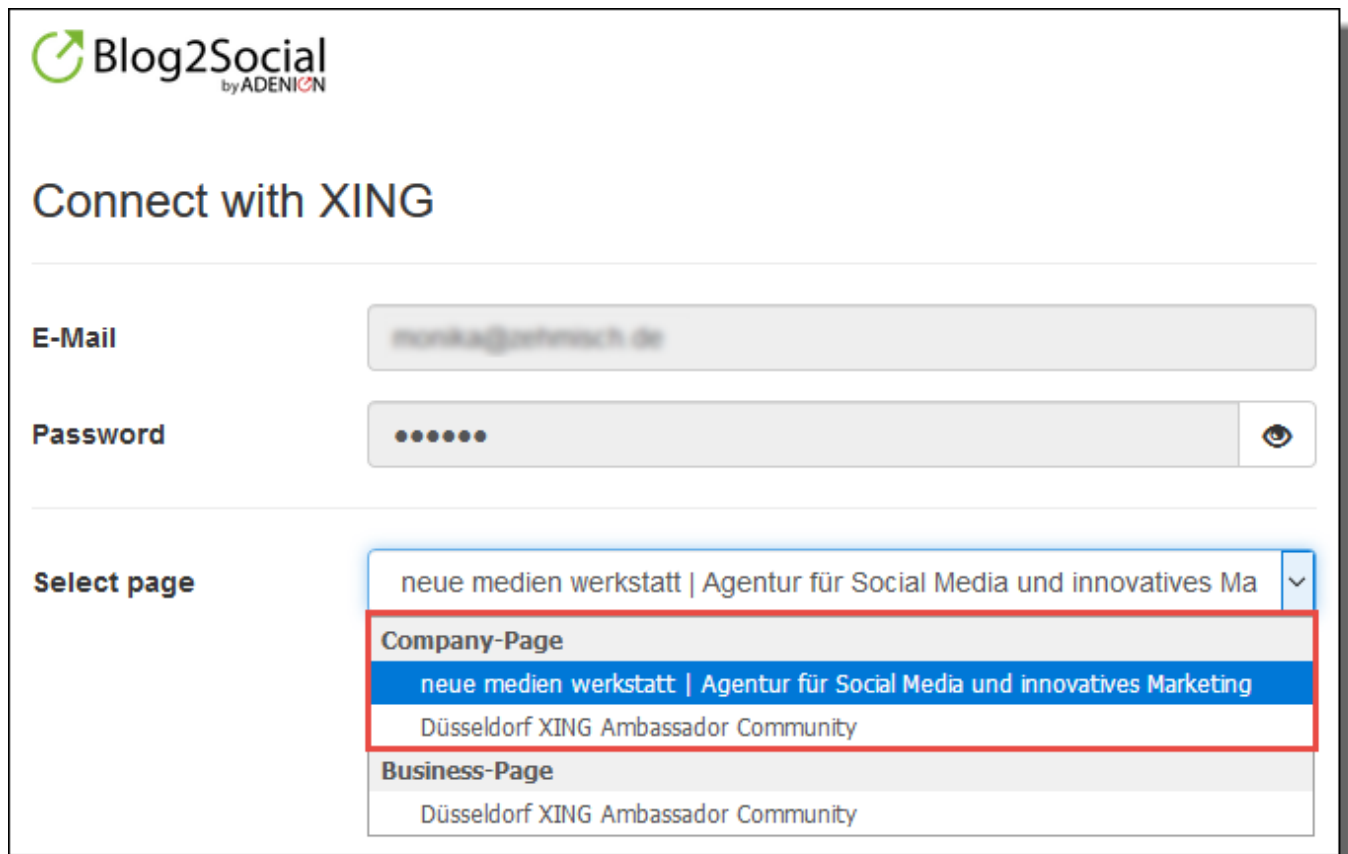 Blog2Social
by ADENION
Connect with XING
E-Mail
Password
Select page
neue medien werkstatt | Agentur für Social Media und innovatives Ma
Company-Page
neue medien werkstatt | Agentur für Social Media und innovatives Marketing
Düsseldorf XING Ambassador Community
Business-Page
Düsseldorf XING Ambassador Community